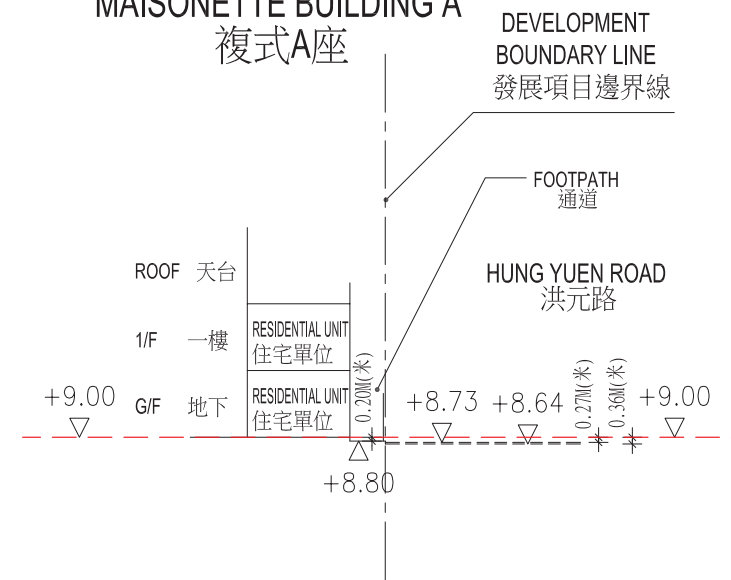 MAISONETTE BUILDING A
複式A座
DEVELOPMENT
BOUNDARY LINE
發展項目邊界線
FOOTPATH
通道
HUNG YUEN ROAD
洪元路
ROOF 天台
1/F 一樓
RESIDENTIAL UNIT
住宅單位
G/F 地下
RESIDENTIAL UNIT
住宅單位
0.20M(米)
+9.00
+8.73
+8.64
0.27M(米)
0.36M(米)
+9.00
+8.80